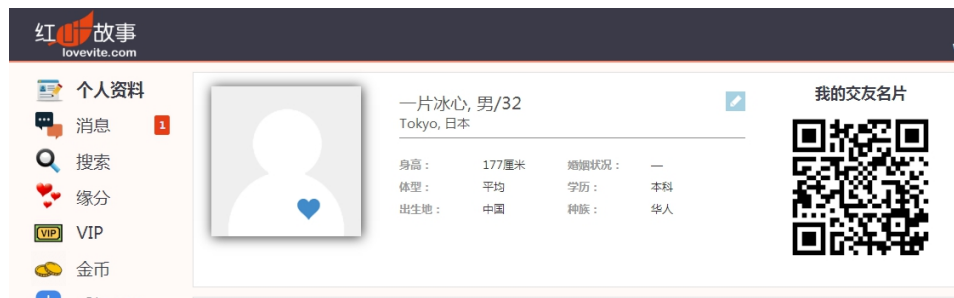 红叶故事
lovevite.com
个人资料
消息 1
搜索
缘分
VIP VIP
金币
一片冰心, 男/32
Tokyo, 日本
身高： 177厘米 婚姻状况： —
体型： 平均 学历： 本科
出生地： 中国 种族： 华人
我的交友名片